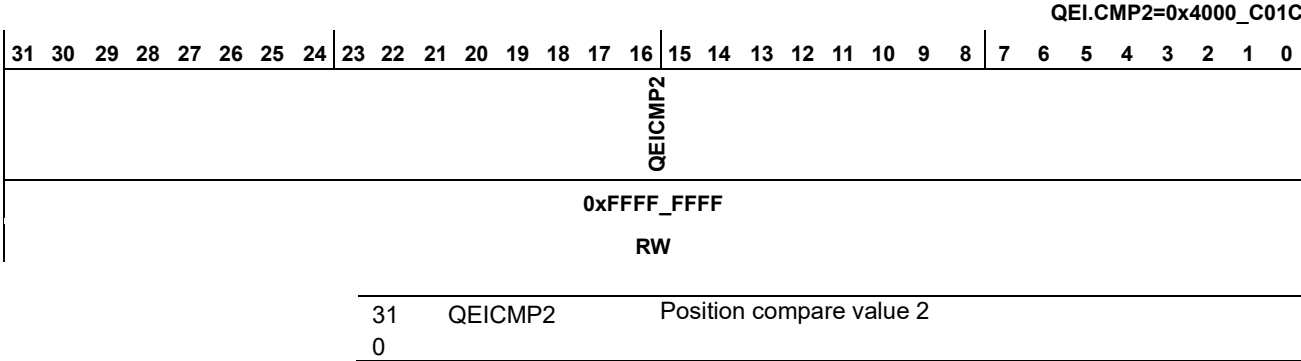 QEI.CMP2=0x4000_C01C
31 30 29 28 27 26 25 24 23 22 21 20 19 18 17 16 15 14 13 12 11 10 9 8 7 6 5 4 3 2 1 0
QEICMP2
0xFFFF_FFFF
RW
31 QEICMP2 Position compare value 2
0